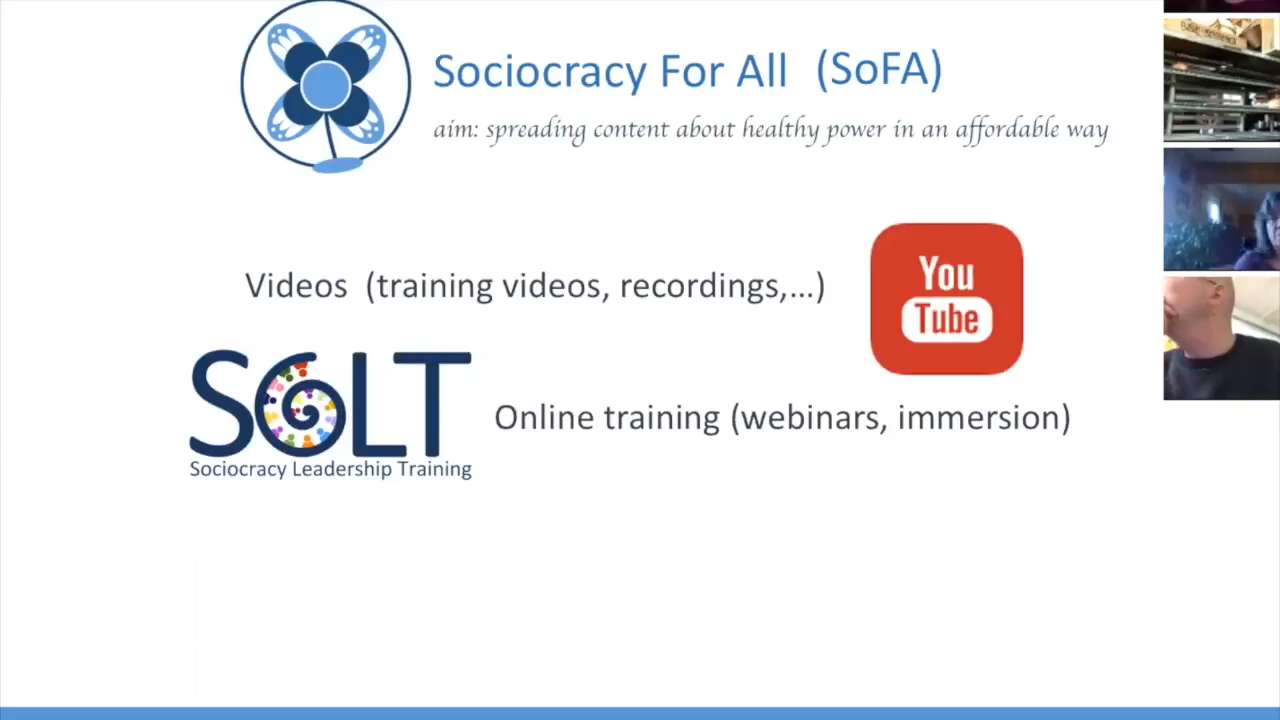 Sociocracy For All (SoFA)
aim: spreading content about healthy power in an affordable way
Videos (training videos, recordings,...)
You
Tube
SOLT
Sociocracy Leadership Training
Online training (webinars, immersion)